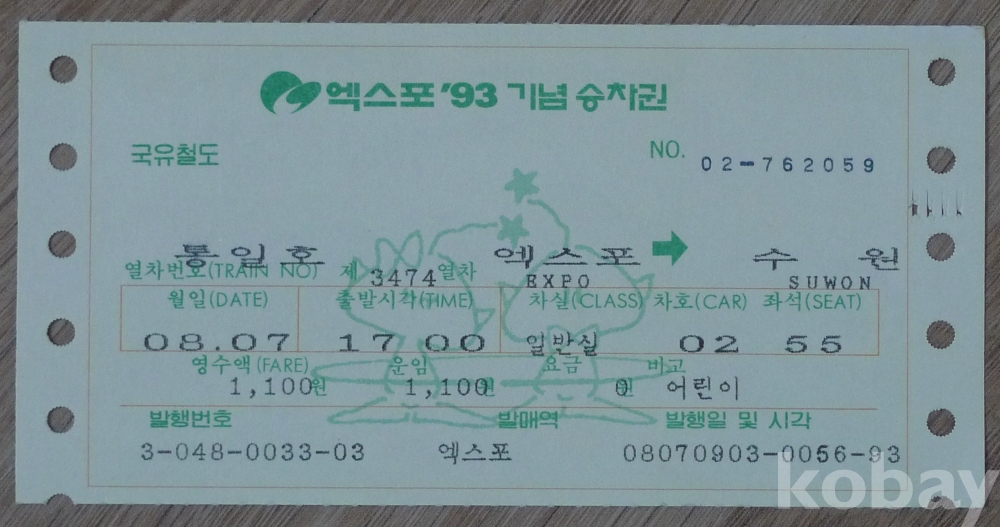 엑스포 '93 기념 승차권
국유철도 NO. 02-762059
통일호 엑스포 수원
열차번호(TRAIN NO) 제 3474 열차 EXPO SUWON
월일(DATE) 출발시각(TIME) 차실(CLASS) 차호(CAR) 좌석(SEAT)
08.07 17 00 일반실 02 55
영수액(FARE) 운임 요금 비고
1,100원 1,100원 0원 어린이
발행번호 발매역 발행일 및 시각
3-048-0033-03 엑스포 08070903-0056-93
kobay